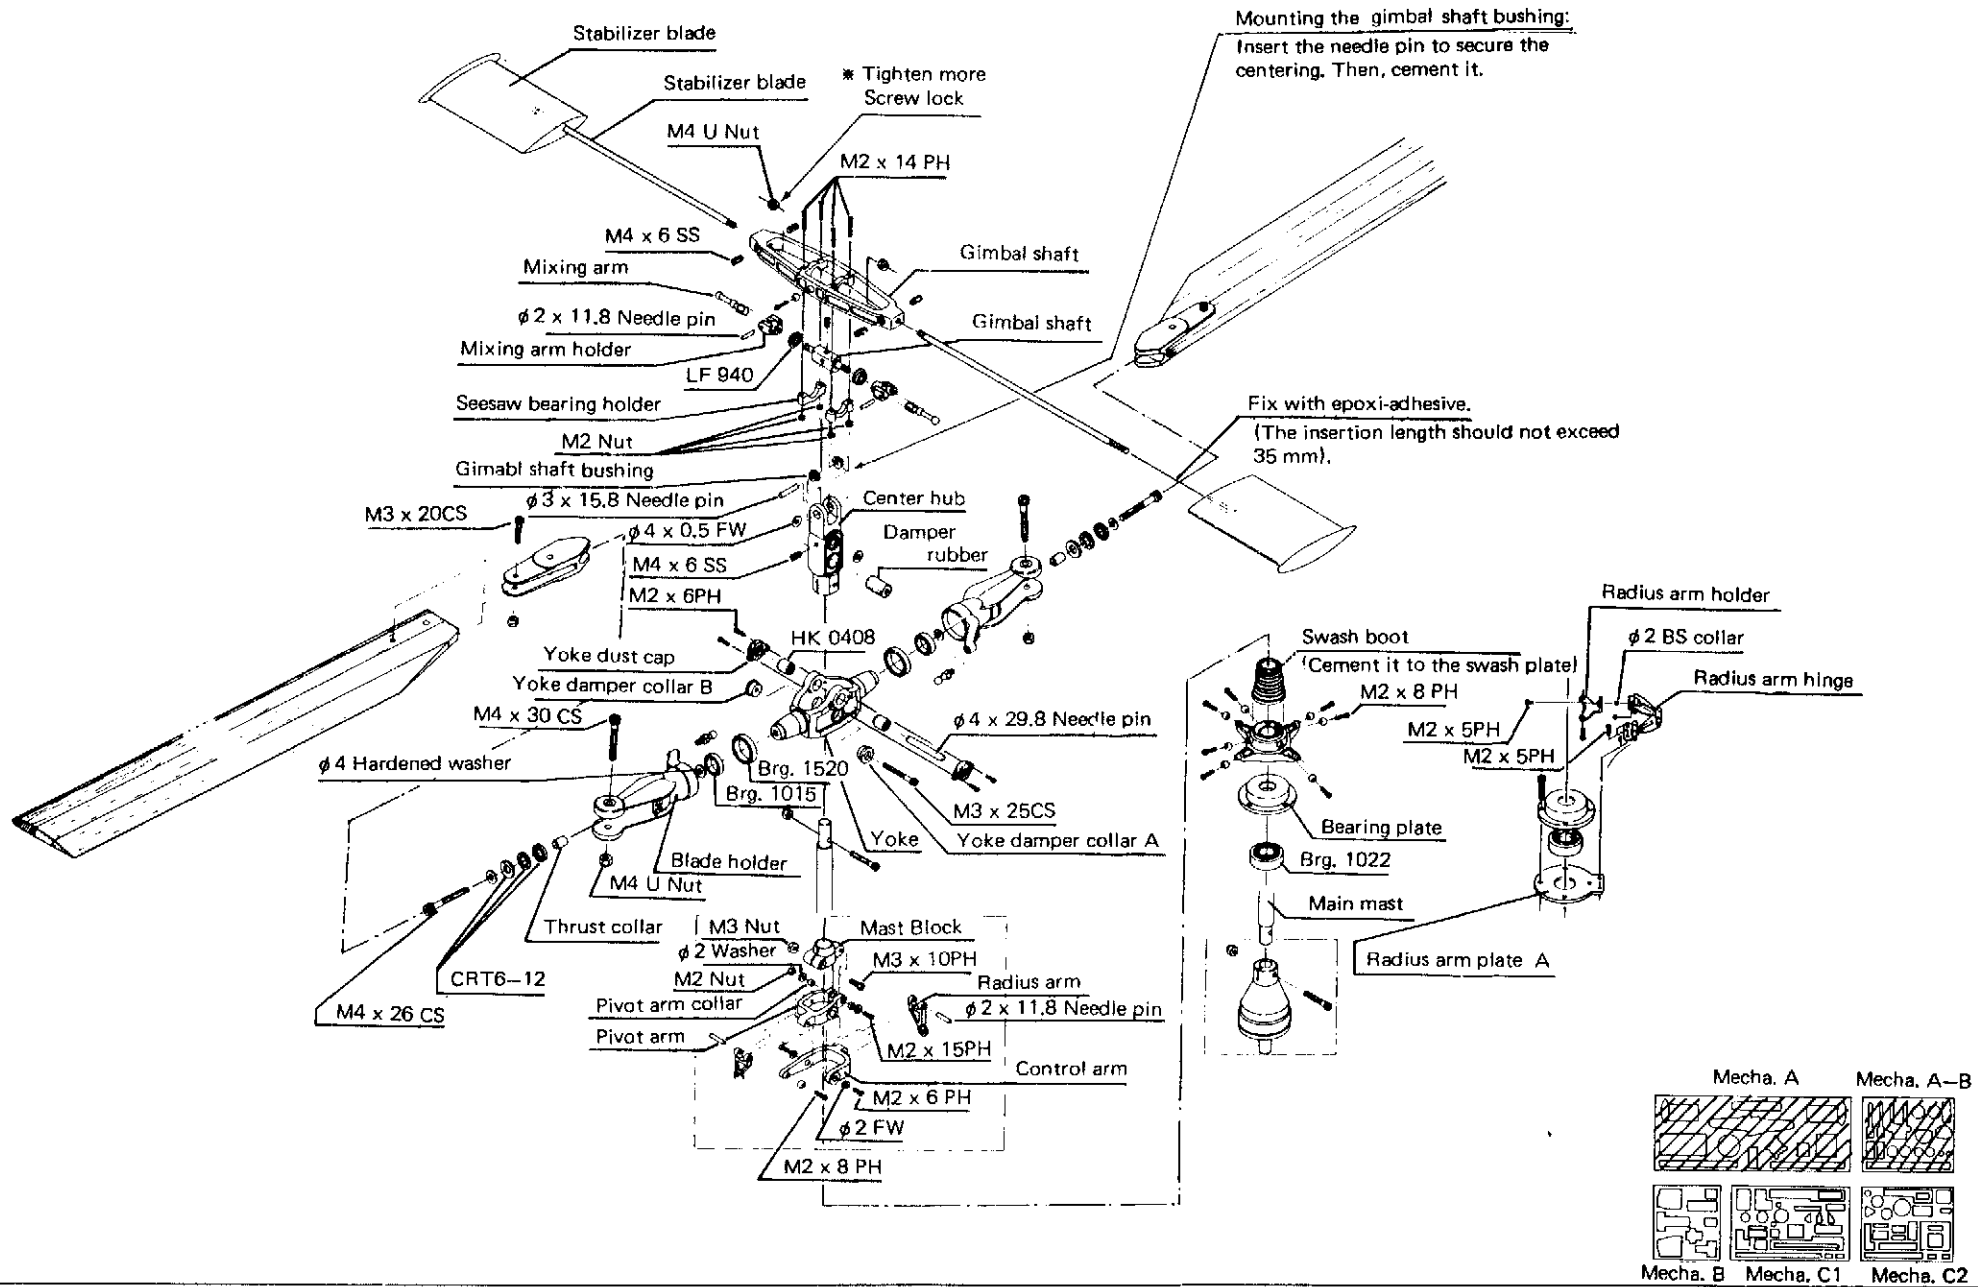 Mounting the gimbal shaft bushing:
Insert the needle pin to secure the
centering. Then, cement it.
Stabilizer blade
Stabilizer blade
※ Tighten more
Screw lock
M4 U Nut
M2 x 14 PH
M4 x 6 SS
Mixing arm
Gimbal shaft
φ2 x 11.8 Needle pin
Gimbal shaft
Mixing arm holder
LF 940
Seesaw bearing holder
Fix with epoxi-adhesive.
(The insertion length should not exceed
35 mm).
M2 Nut
Gimabl shaft bushing
φ3 x 15.8 Needle pin
Center hub
M3 x 20CS
φ4 x 0.5 FW
Damper
rubber
M4 x 6 SS
M2 x 6PH
Radius arm holder
HK 0408
Swash boot
φ2 BS collar
Yoke dust cap
(Cement it to the swash plate)
Radius arm hinge
Yoke damper collar B
M2 x 8 PH
M4 x 30 CS
φ4 x 29.8 Needle pin
M2 x 5PH
M2 x 5PH
φ4 Hardened washer
Brg. 1520
Brg. 1015
M3 x 25CS
Bearing plate
Yoke
Yoke damper collar A
Blade holder
Brg. 1022
M4 U Nut
Main mast
Thrust collar
M3 Nut
Mast Block
φ2 Washer
M3 x 10PH
Radius arm plate A
CRT6-12
M2 Nut
Radius arm
Pivot arm collar
φ2 x 11.8 Needle pin
M4 x 26 CS
Pivot arm
M2 x 15PH
Control arm
M2 x 6 PH
φ2 FW
M2 x 8 PH
Mecha. A
Mecha. A-B
Mecha. B
Mecha. C1
Mecha. C2